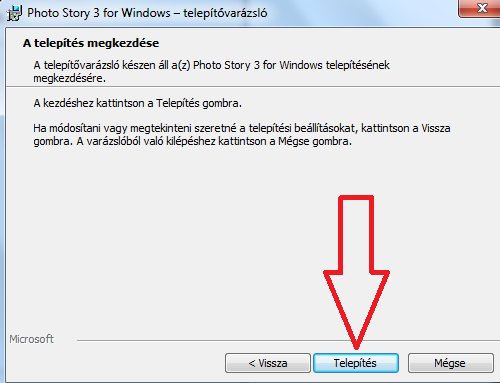 Photo Story 3 for Windows – telepítővarázsló
A telepítés megkezdése
A telepítővarázsló készen áll a(z) Photo Story 3 for Windows telepítésének
megkezdésére.
A kezdéshez kattintson a Telepítés gombra.
Ha módosítani vagy megtekinteni szeretné a telepítési beállításokat, kattintson a Vissza
gombra. A varázslóból való kilépéshez kattintson a Mégse gombra.
Microsoft
< Vissza
Telepítés
Mégse